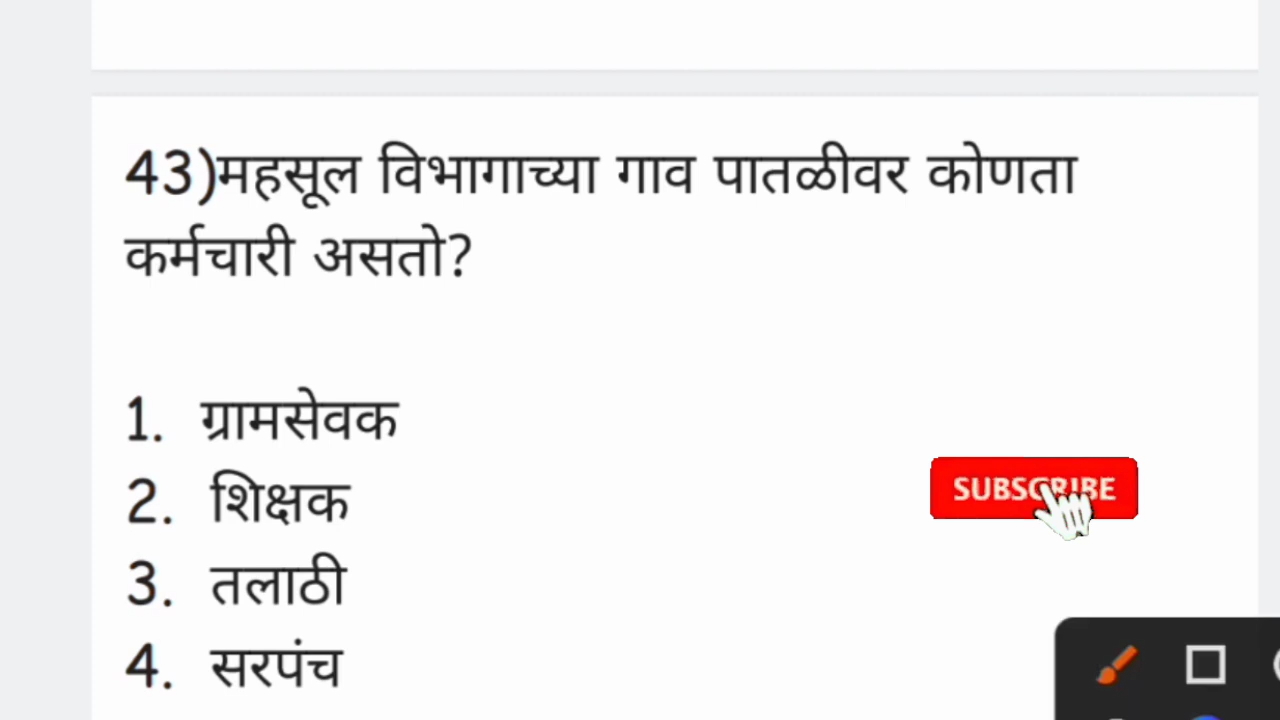 43)महसूल विभागाच्या गाव पातळीवर कोणता
कर्मचारी असतो?
1. ग्रामसेवक
2. शिक्षक
SUBSCRIBE
3. तलाठी
4. सरपंच